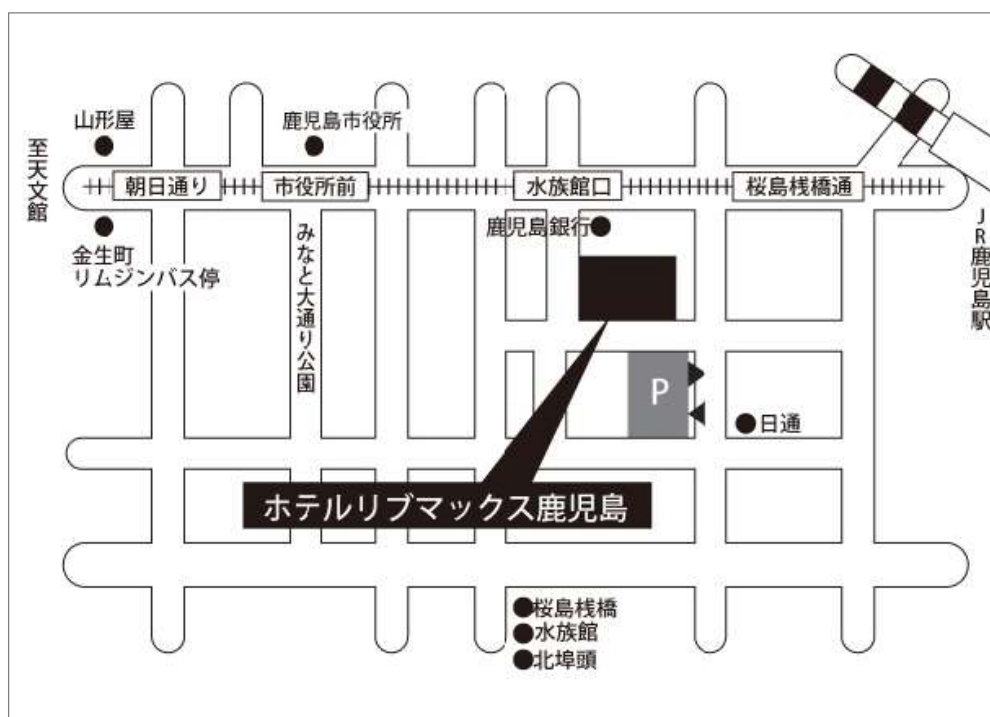 山形屋
鹿児島市役所
至天文館
朝日通り
市役所前
水族館口
桜島桟橋通
鹿児島銀行
金生町
リムジンバス停
みなと大通り公園
JR鹿児島駅
P
日通
ホテルリブマックス鹿児島
桜島桟橋
水族館
北埠頭